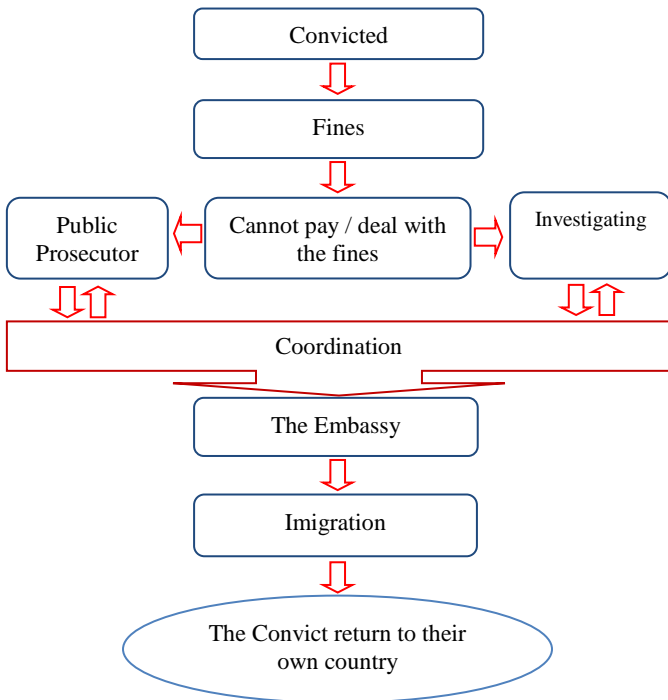 Convicted
Fines
Public
Prosecutor
Cannot pay / deal with
the fines
Investigating
Coordination
The Embassy
Imigration
The Convict return to their
own country